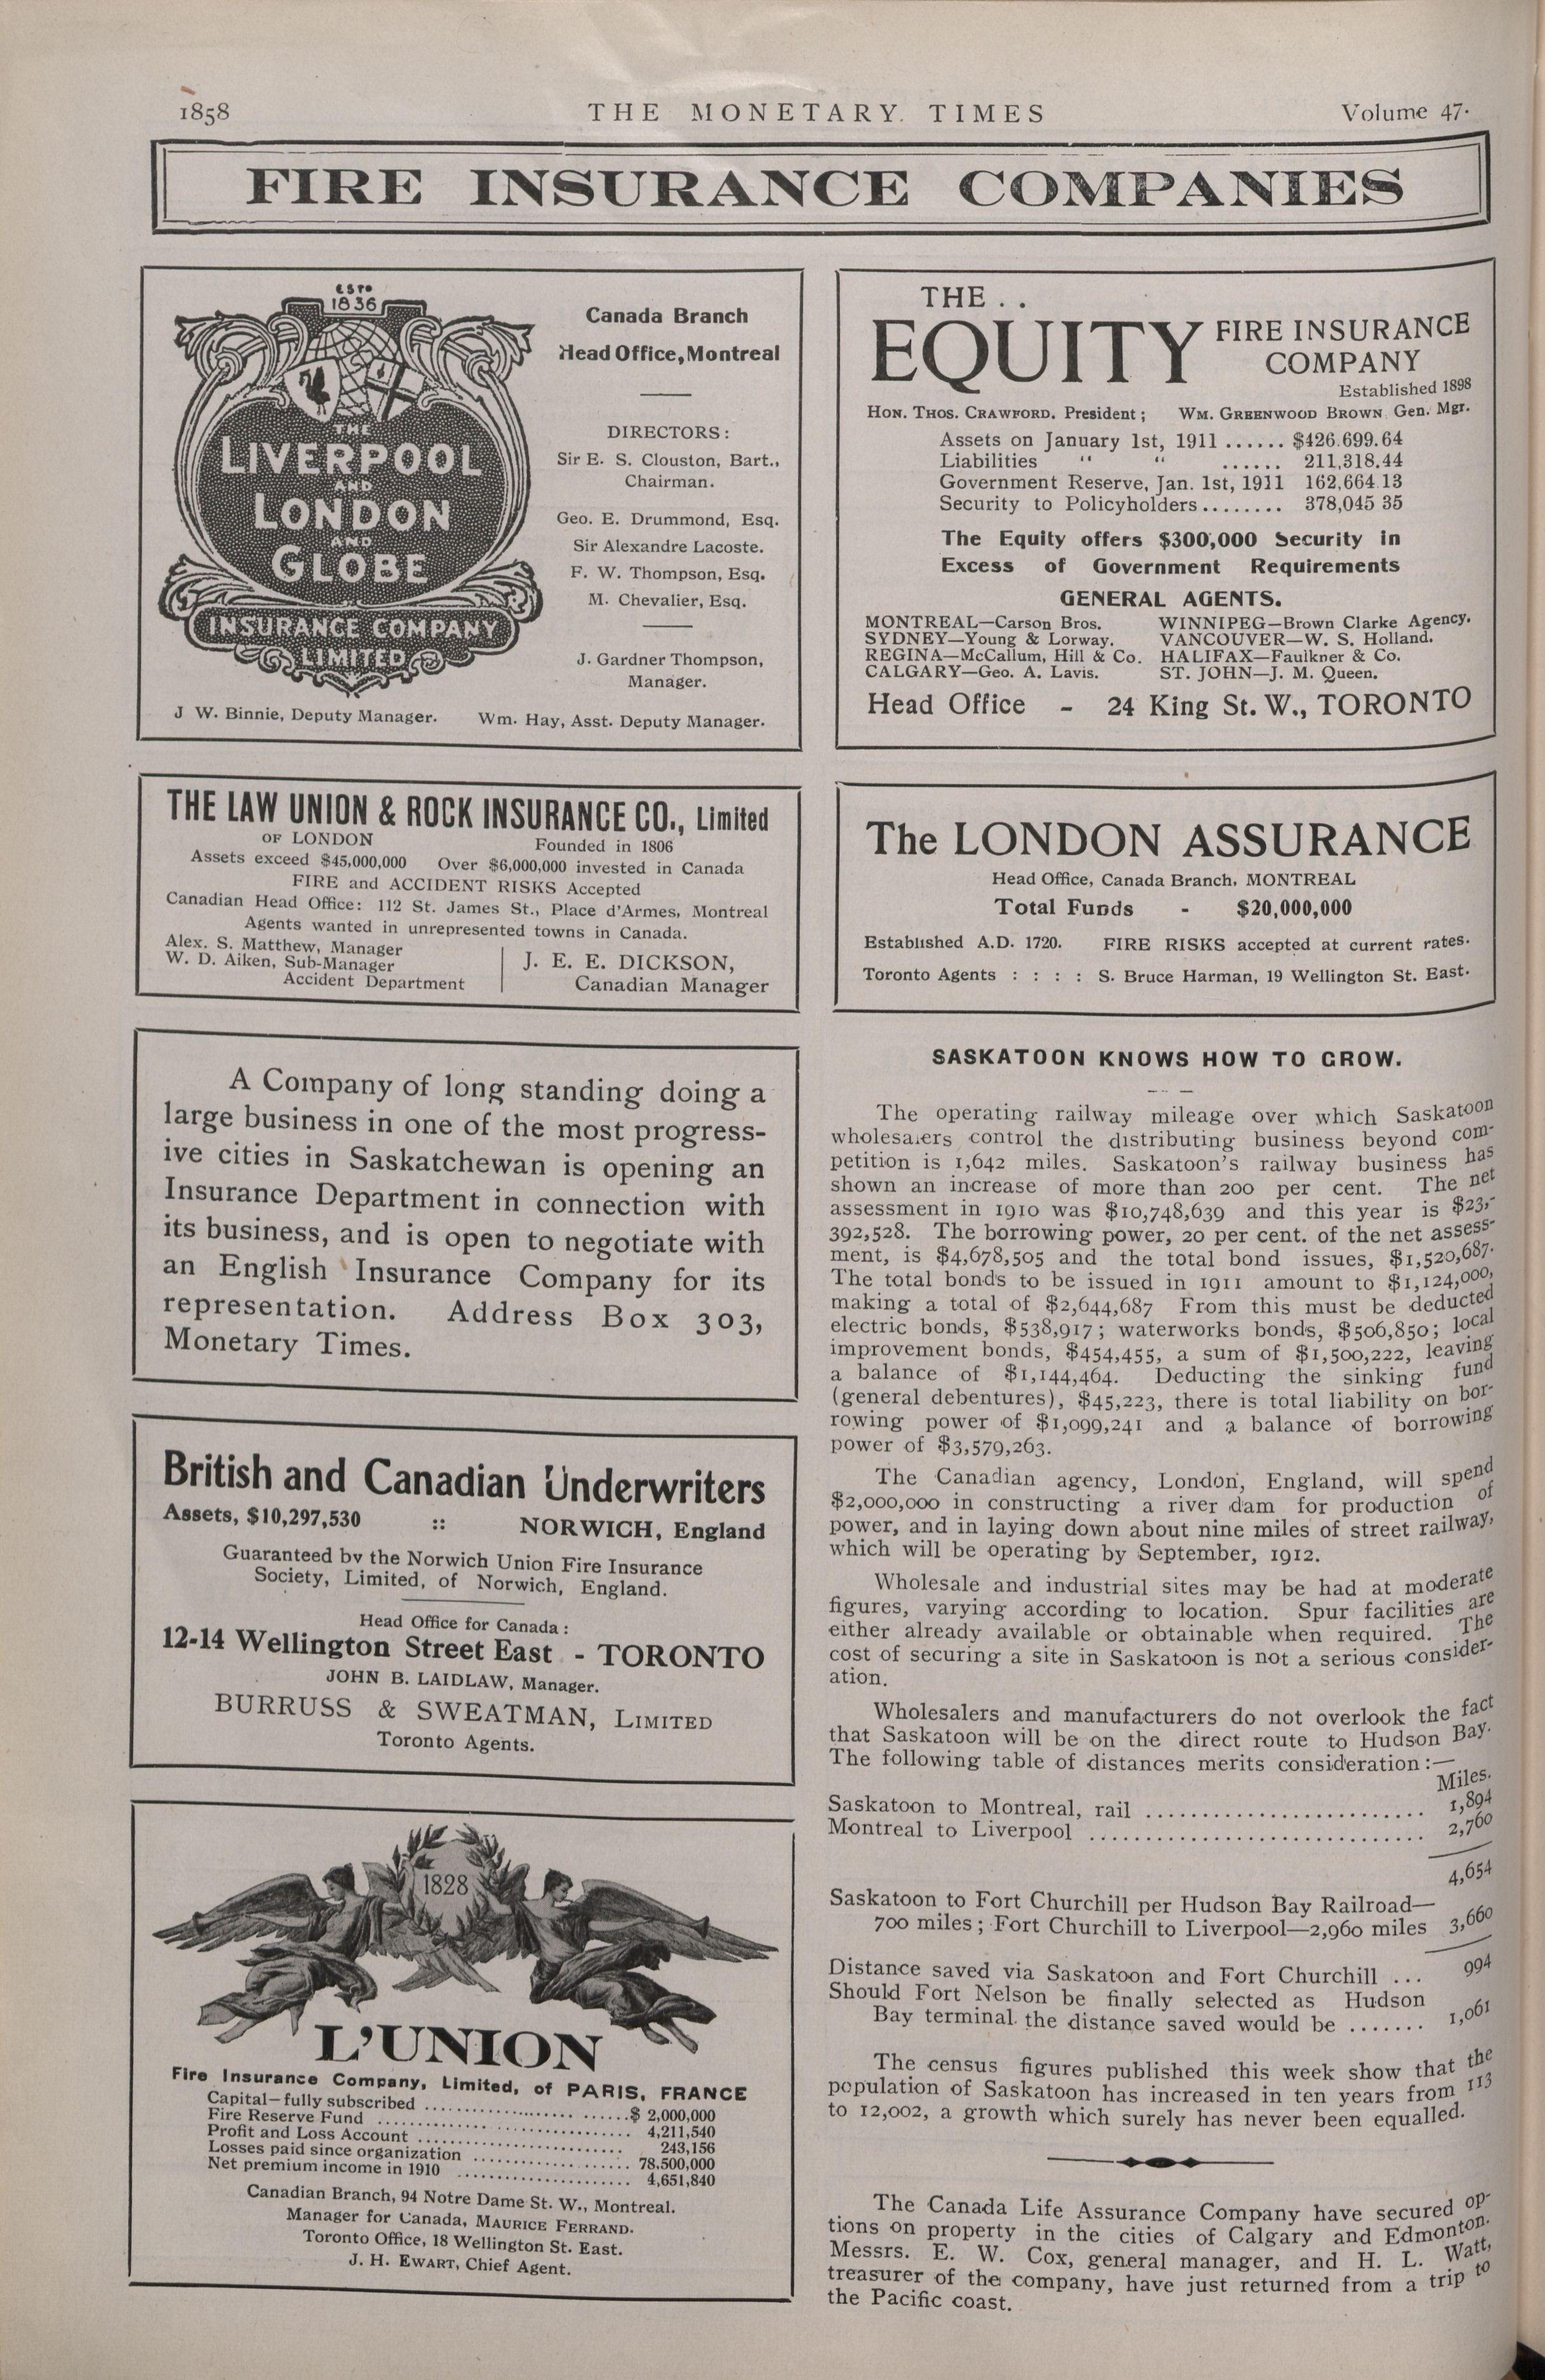 1858
THE MONETARY TIMES
Volume 47.
FIRE INSURANCE COMPANIES
ESTD
1836
THE
LIVERPOOL
AND
LONDON
AND
GLOBE
INSURANCE COMPANY
LIMITED
Canada Branch
Head Office, Montreal
DIRECTORS:
Sir E. S. Clouston, Bart.,
Chairman.
Geo. E. Drummond, Esq.
Sir Alexandre Lacoste.
F. W. Thompson, Esq.
M. Chevalier, Esq.
J. Gardner Thompson,
Manager.
J W. Binnie, Deputy Manager. Wm. Hay, Asst. Deputy Manager.
THE ..
EQUITY FIRE INSURANCE
COMPANY
Established 1898
HON. THOS. CRAWFORD. President; WM. GREENWOOD BROWN Gen. Mgr.
Assets on January 1st, 1911 ...... $426.699.64
Liabilities " " ...... 211,318.44
Government Reserve, Jan. 1st, 1911 162,664.13
Security to Policyholders........ 378,045 35
The Equity offers $300,000 Security in
Excess of Government Requirements
GENERAL AGENTS.
MONTREAL—Carson Bros. WINNIPEG—Brown Clarke Agency.
SYDNEY—Young & Lorway. VANCOUVER—W. S. Holland.
REGINA—McCallum, Hill & Co. HALIFAX—Faulkner & Co.
CALGARY—Geo. A. Lavis. ST. JOHN—J. M. Queen.
Head Office - 24 King St. W., TORONTO
THE LAW UNION & ROCK INSURANCE CO., Limited
OF LONDON Founded in 1806
Assets exceed $45,000,000 Over $6,000,000 invested in Canada
FIRE and ACCIDENT RISKS Accepted
Canadian Head Office: 112 St. James St., Place d'Armes, Montreal
Agents wanted in unrepresented towns in Canada.
Alex. S. Matthew, Manager
W. D. Aiken, Sub-Manager
Accident Department
J. E. E. DICKSON,
Canadian Manager
The LONDON ASSURANCE
Head Office, Canada Branch, MONTREAL
Total Funds - $20,000,000
Established A.D. 1720. FIRE RISKS accepted at current rates.
Toronto Agents : : : : S. Bruce Harman, 19 Wellington St. East.
A Company of long standing doing a
large business in one of the most progress-
ive cities in Saskatchewan is opening an
Insurance Department in connection with
its business, and is open to negotiate with
an English Insurance Company for its
representation. Address Box 303,
Monetary Times.
British and Canadian Underwriters
Assets, $10,297,530 :: NORWICH, England
Guaranteed by the Norwich Union Fire Insurance
Society, Limited, of Norwich, England.
Head Office for Canada:
12-14 Wellington Street East - TORONTO
JOHN B. LAIDLAW, Manager.
BURRUSS & SWEATMAN, LIMITED
Toronto Agents.
1828
L'UNION
Fire Insurance Company, Limited, of PARIS, FRANCE
Capital—fully subscribed ......$ 2,000,000
Fire Reserve Fund ...... 4,211,540
Profit and Loss Account ...... 243,156
Losses paid since organization ...... 78.500,000
Net premium income in 1910 ...... 4,651,840
Canadian Branch, 94 Notre Dame St. W., Montreal.
Manager for Canada, MAURICE FERRAND.
Toronto Office, 18 Wellington St. East.
J. H. EWART, Chief Agent.
SASKATOON KNOWS HOW TO GROW.
The operating railway mileage over which Saskatoon
wholesalers control the distributing business beyond com-
petition is 1,642 miles. Saskatoon's railway business has
shown an increase of more than 200 per cent. The net
assessment in 1910 was $10,748,639 and this year is $23,-
392,528. The borrowing power, 20 per cent. of the net assess-
ment, is $4,678,505 and the total bond issues, $1,520,687.
The total bonds to be issued in 1911 amount to $1,124,000,
making a total of $2,644,687 From this must be deducted
electric bonds, $538,917; waterworks bonds, $506,850; local
improvement bonds, $454,455, a sum of $1,500,222, leaving
a balance of $1,144,464. Deducting the sinking fund
(general debentures), $45,223, there is total liability on bor-
rowing power of $1,099,241 and a balance of borrowing
power of $3,579,263.
The Canadian agency, London, England, will spend
$2,000,000 in constructing a river dam for production of
power, and in laying down about nine miles of street railway,
which will be operating by September, 1912.
Wholesale and industrial sites may be had at moderate
figures, varying according to location. Spur facilities are
either already available or obtainable when required. The
cost of securing a site in Saskatoon is not a serious consider-
ation.
Wholesalers and manufacturers do not overlook the fact
that Saskatoon will be on the direct route to Hudson Bay.
The following table of distances merits consideration:—
Miles.
Saskatoon to Montreal, rail ...... 1,894
Montreal to Liverpool ...... 2,760
4,654
Saskatoon to Fort Churchill per Hudson Bay Railroad—
700 miles; Fort Churchill to Liverpool—2,960 miles 3,660
Distance saved via Saskatoon and Fort Churchill ... 994
Should Fort Nelson be finally selected as Hudson
Bay terminal the distance saved would be ....... 1,061
The census figures published this week show that the
population of Saskatoon has increased in ten years from 113
to 12,002, a growth which surely has never been equalled.
The Canada Life Assurance Company have secured op-
tions on property in the cities of Calgary and Edmonton.
Messrs. E. W. Cox, general manager, and H. L. Watt,
treasurer of the company, have just returned from a trip to
the Pacific coast.